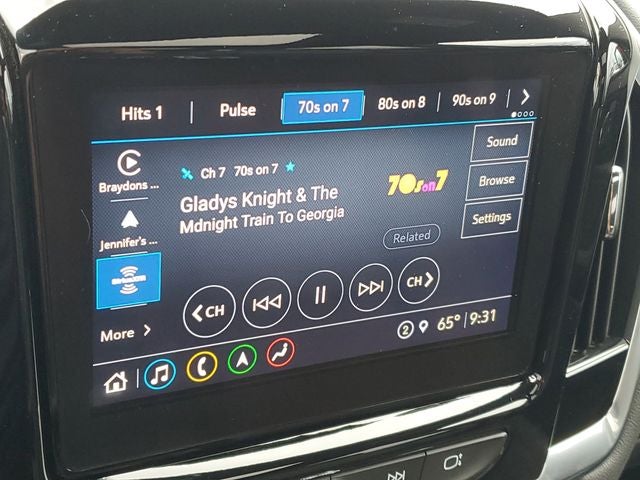 Hits 1 | Pulse 70s on 7 80s on 8 | 90s on 9 |
Braydons ...
Jennifer's ...
SiriusXM
More
Ch 7 70s on 7
Gladys Knight & The
Mdnight Train To Georgia
70s on 7
Related
Sound
Browse
Settings
CH
CH
2 65° | 9:31